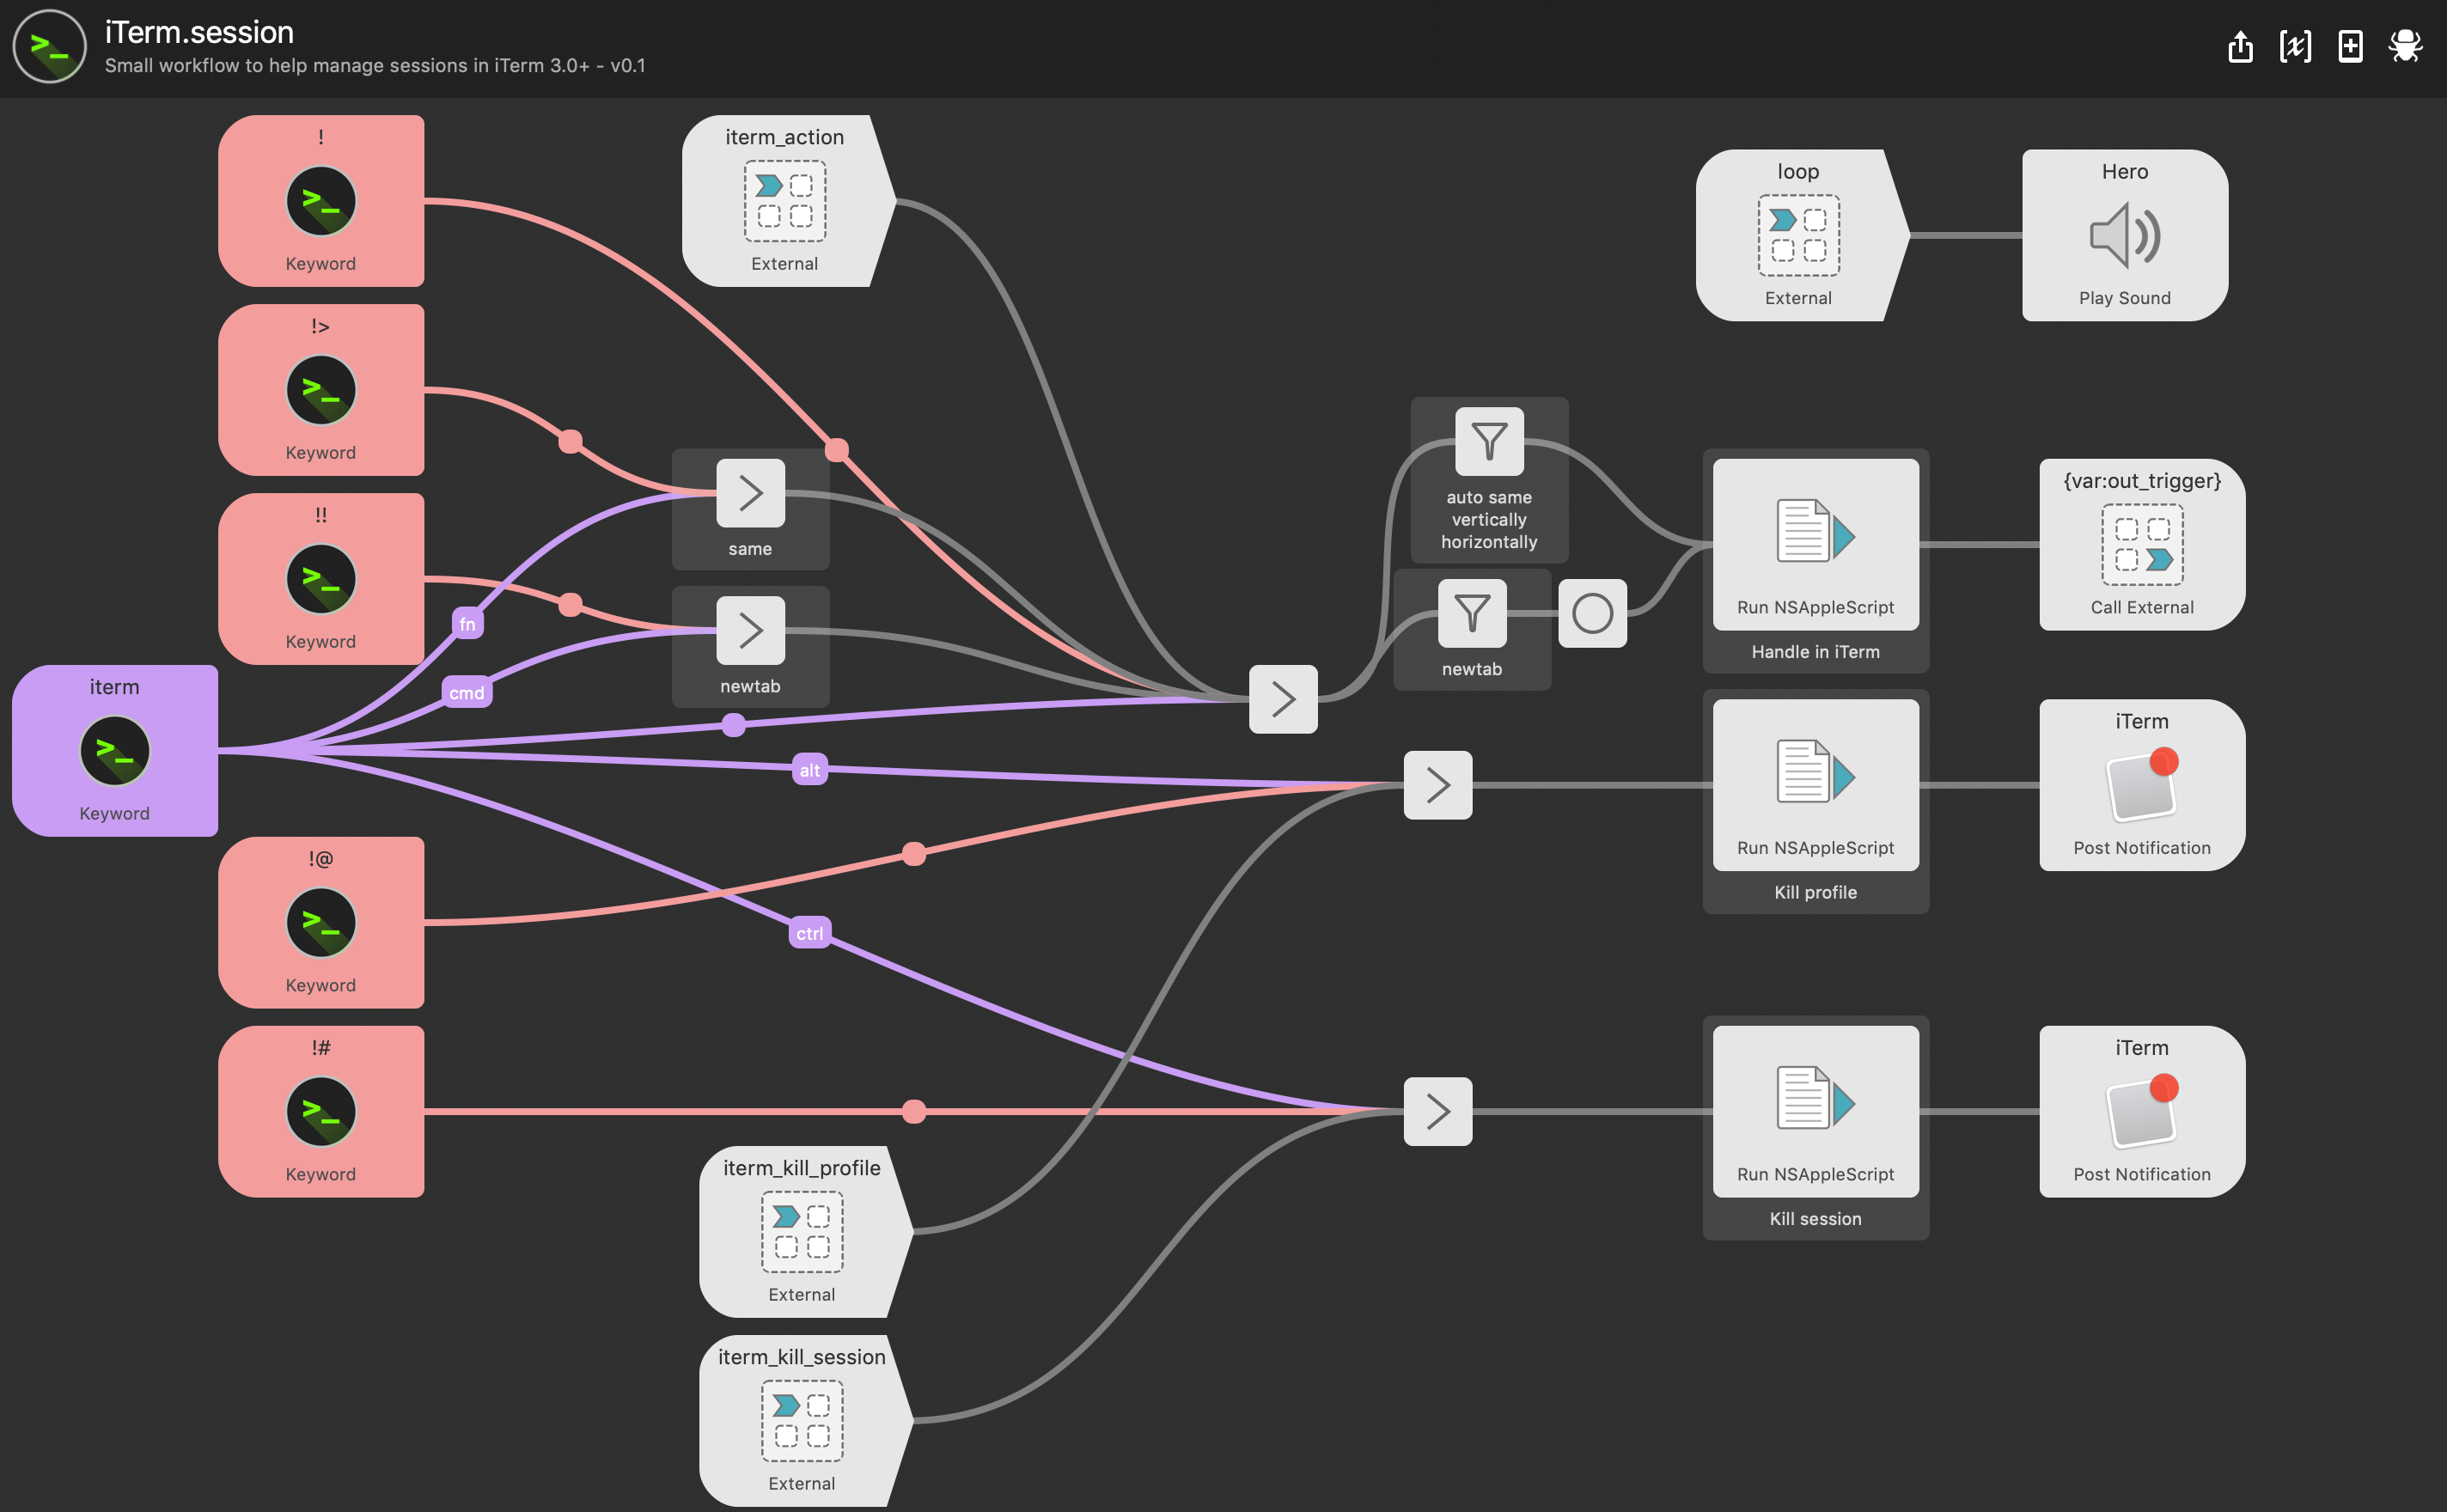 iTerm.session
Small workflow to help manage sessions in iTerm 3.0+ - v0.1
!
Keyword
iterm_action
External
loop
External
Hero
Play Sound
!>
Keyword
same
auto same
vertically
horizontally
{var:out_trigger}
Call External
Run NSAppleScript
Handle in iTerm
!!
Keyword
fn
newtab
newtab
cmd
iterm
Keyword
alt
iTerm
Post Notification
Run NSAppleScript
Kill profile
!@
Keyword
ctrl
!#
Keyword
Run NSAppleScript
Kill session
iTerm
Post Notification
iterm_kill_profile
External
iterm_kill_session
External